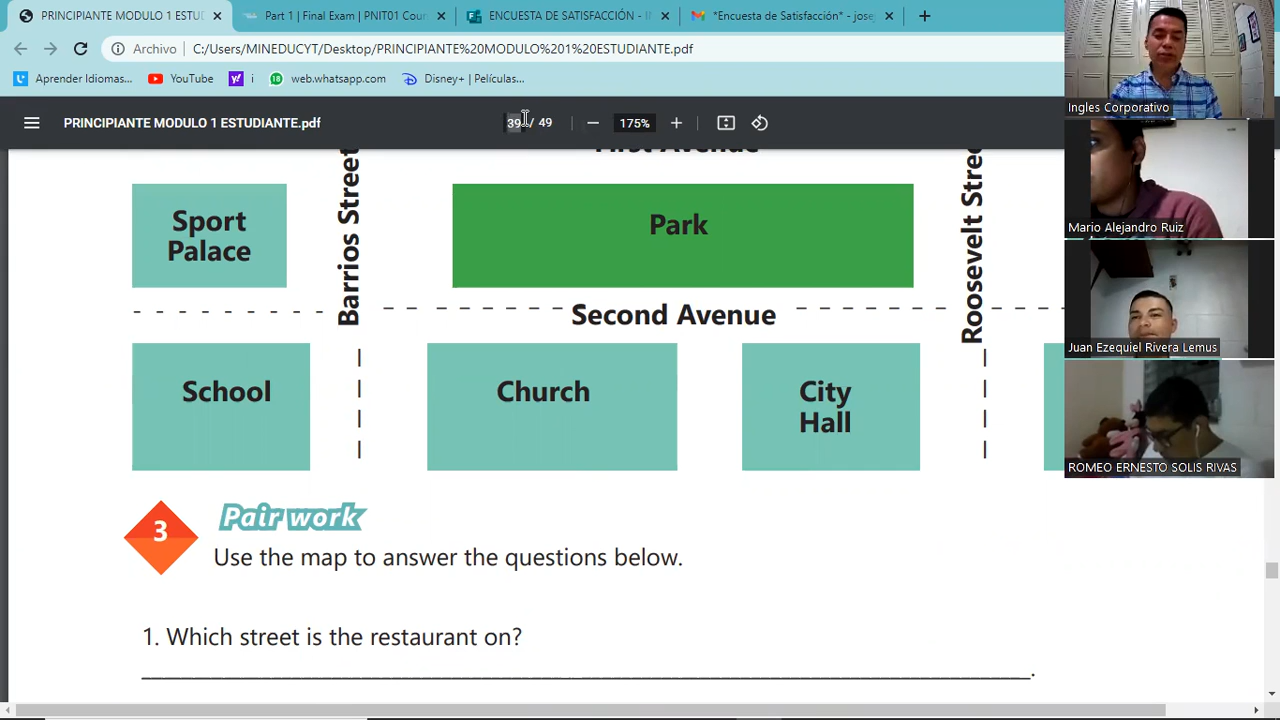 PRINCIPIANTE MODULO 1 ESTUD
Part 1 | Final Exam | PNIT01 Cours
ENCUESTA DE SATISFACCIÓN - I
*Encuesta de Satisfacción* - jose
Archivo
C:/Users/MINEDUCYT/Desktop/PRINCIPIANTE%20MODULO%201%20ESTUDIANTE.pdf
Aprender Idiomas...
YouTube
i
web.whatsapp.com
Disney+ | Películas...
PRINCIPIANTE MODULO 1 ESTUDIANTE.pdf
39 / 49
175%
First Avenue
Sport
Palace
Barrios Street
Park
Roosevelt Stre
Second Avenue
School
Church
City
Hall
3
Pair work
Use the map to answer the questions below.
1. Which street is the restaurant on?
Ingles Corporativo
Mario Alejandro Ruiz
Juan Ezequiel Rivera Lemus
ROMEO ERNESTO SOLIS RIVAS